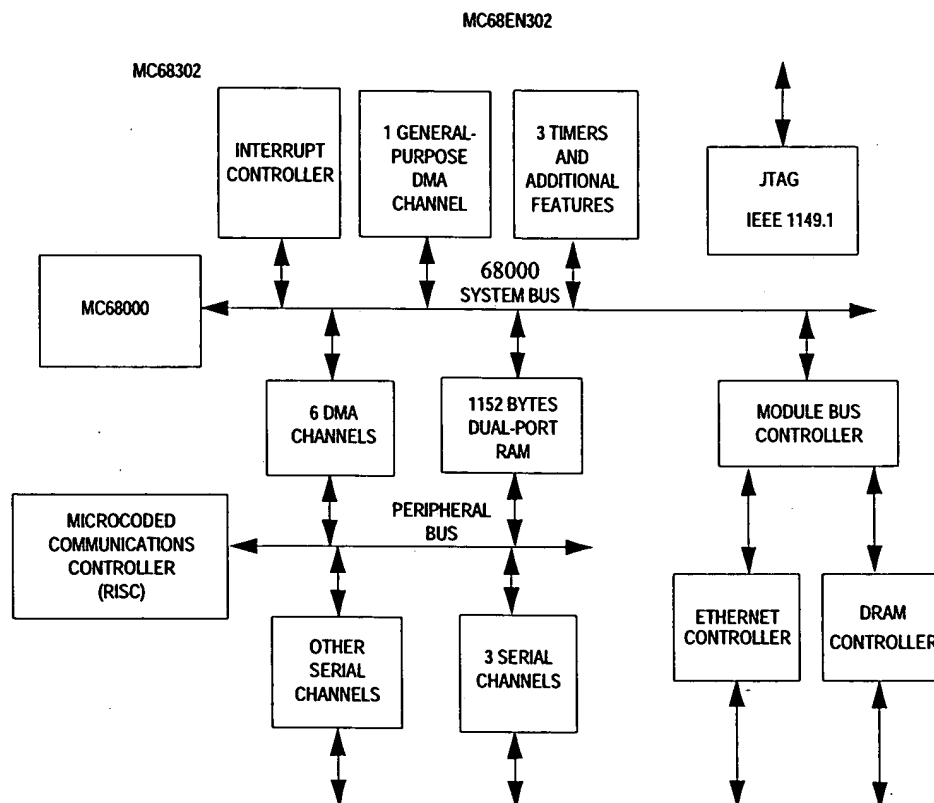 MC68EN302
MC68302
INTERRUPT
CONTROLLER
1 GENERAL-
PURPOSE
DMA
CHANNEL
3 TIMERS
AND
ADDITIONAL
FEATURES
JTAG
IEEE 1149.1
MC68000
68000
SYSTEM BUS
6 DMA
CHANNELS
1152 BYTES
DUAL-PORT
RAM
MODULE BUS
CONTROLLER
MICROCODED
COMMUNICATIONS
CONTROLLER
(RISC)
PERIPHERAL
BUS
OTHER
SERIAL
CHANNELS
3 SERIAL
CHANNELS
ETHERNET
CONTROLLER
DRAM
CONTROLLER